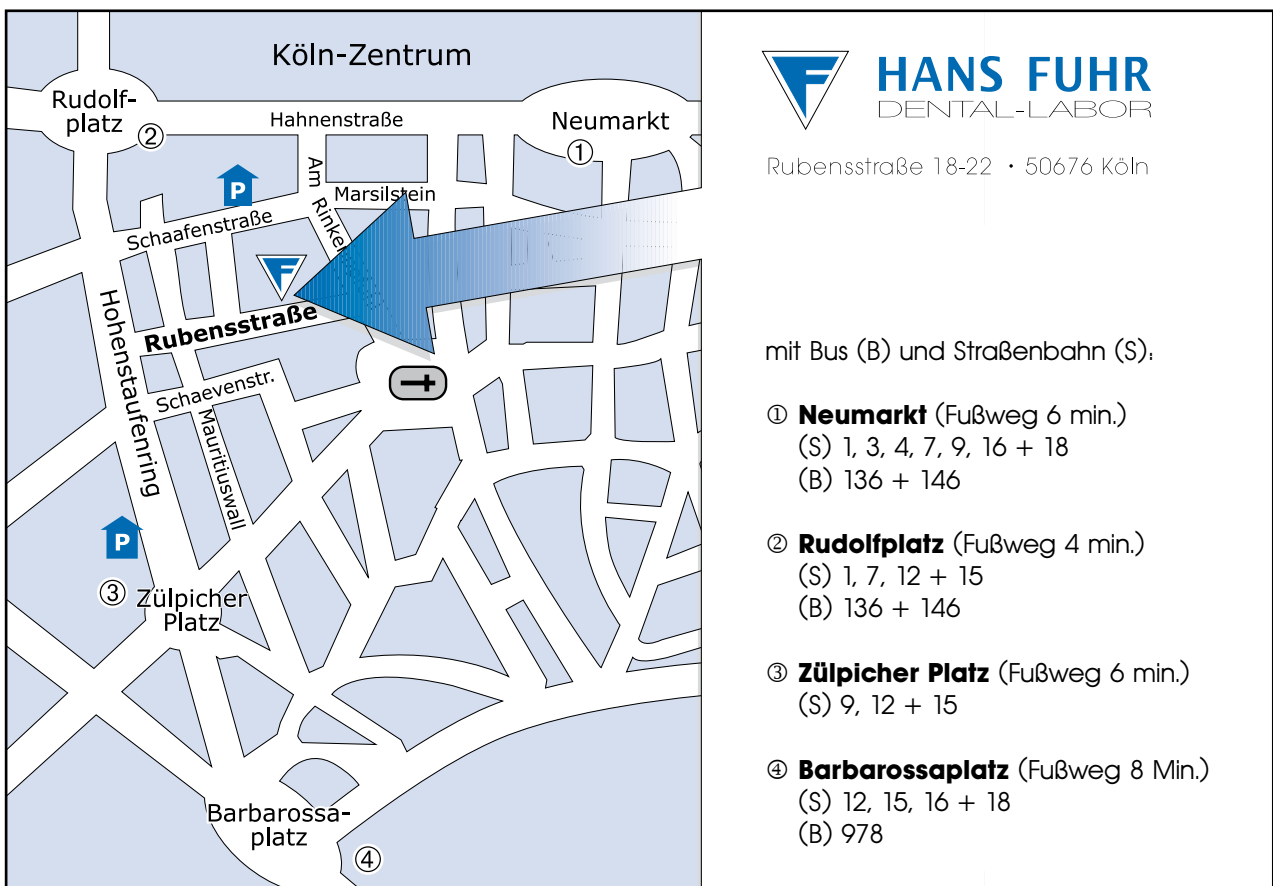 Köln-Zentrum
Rudolf-
platz
②
Hahnenstraße
Neumarkt
①
P
Am Rinkel
Marsilstein
Schaafenstraße
F
Rubensstraße
Hohenstaufenring
Schaevenstr.
Mauritiuswall
P
③
Zülpicher
Platz
Barbarossa-
platz
④
F
HANS FUHR
DENTAL-LABOR
Rubensstraße 18-22 • 50676 Köln
mit Bus (B) und Straßenbahn (S):
① Neumarkt (Fußweg 6 min.)
(S) 1, 3, 4, 7, 9, 16 + 18
(B) 136 + 146
② Rudolfplatz (Fußweg 4 min.)
(S) 1, 7, 12 + 15
(B) 136 + 146
③ Zülpicher Platz (Fußweg 6 min.)
(S) 9, 12 + 15
④ Barbarossaplatz (Fußweg 8 Min.)
(S) 12, 15, 16 + 18
(B) 978